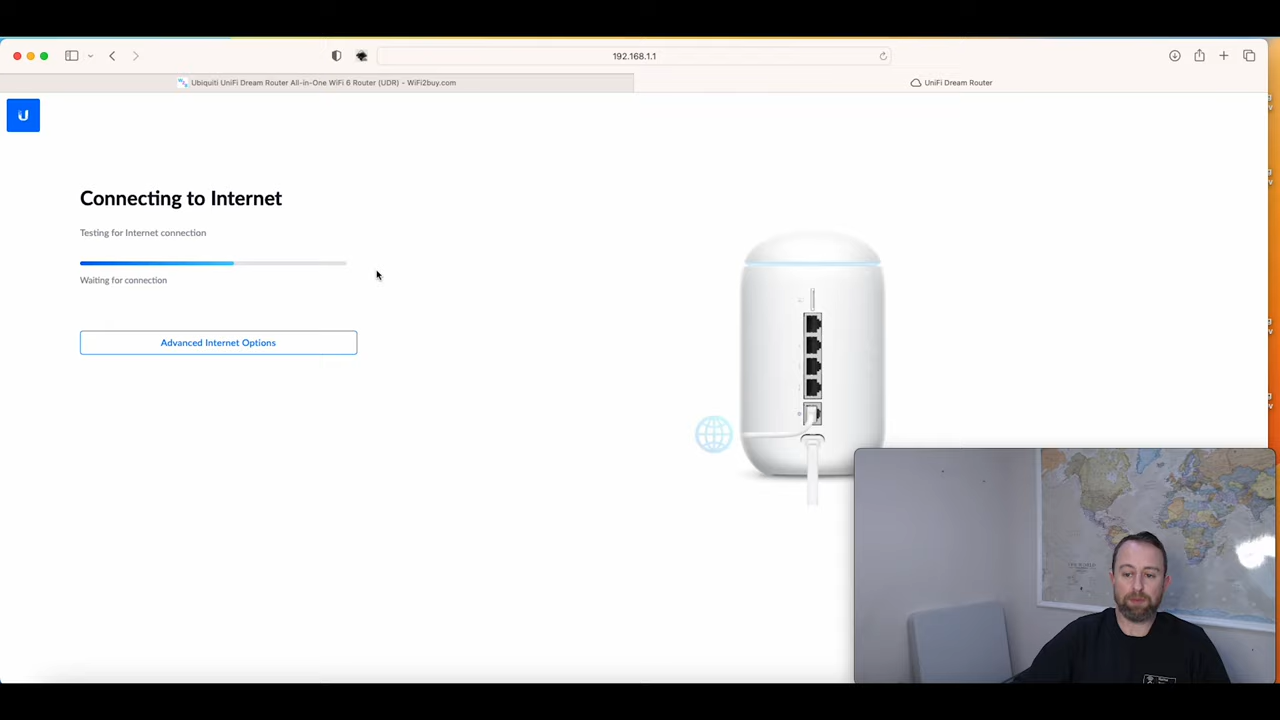 192.168.1.1
Ubiquiti UniFi Dream Router All-in-One WiFi 6 Router (UDR) - WiFi2buy.com
UniFi Dream Router
Connecting to Internet
Testing for Internet connection
Waiting for connection
Advanced Internet Options